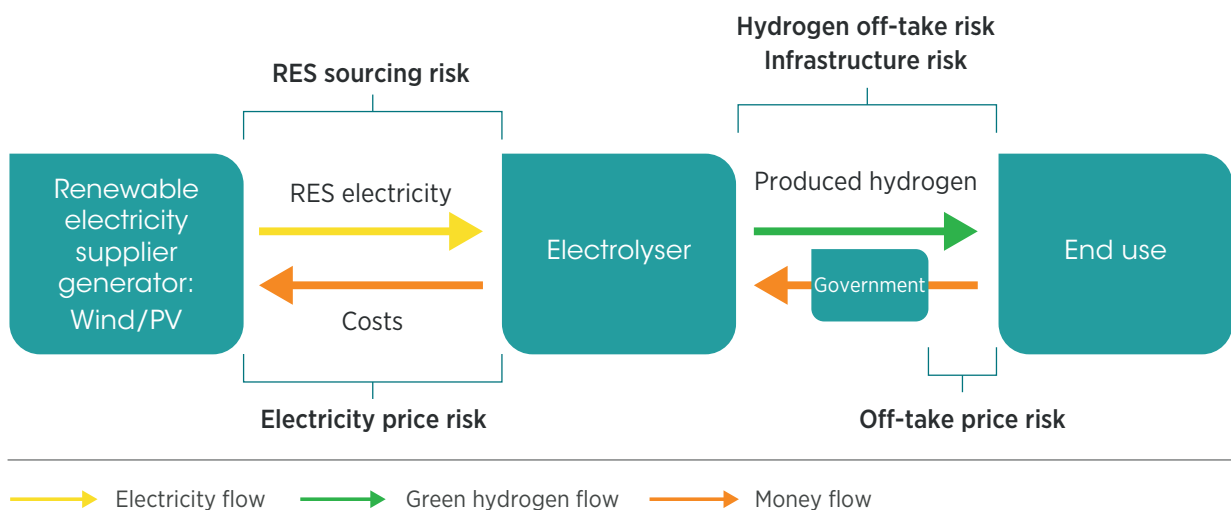 Hydrogen off-take risk
Infrastructure risk
RES sourcing risk
Renewable
electricity
supplier
generator:
Wind/PV
RES electricity
Costs
Electrolyser
Produced hydrogen
Government
End use
Electricity price risk
Off-take price risk
Electricity flow
Green hydrogen flow
Money flow